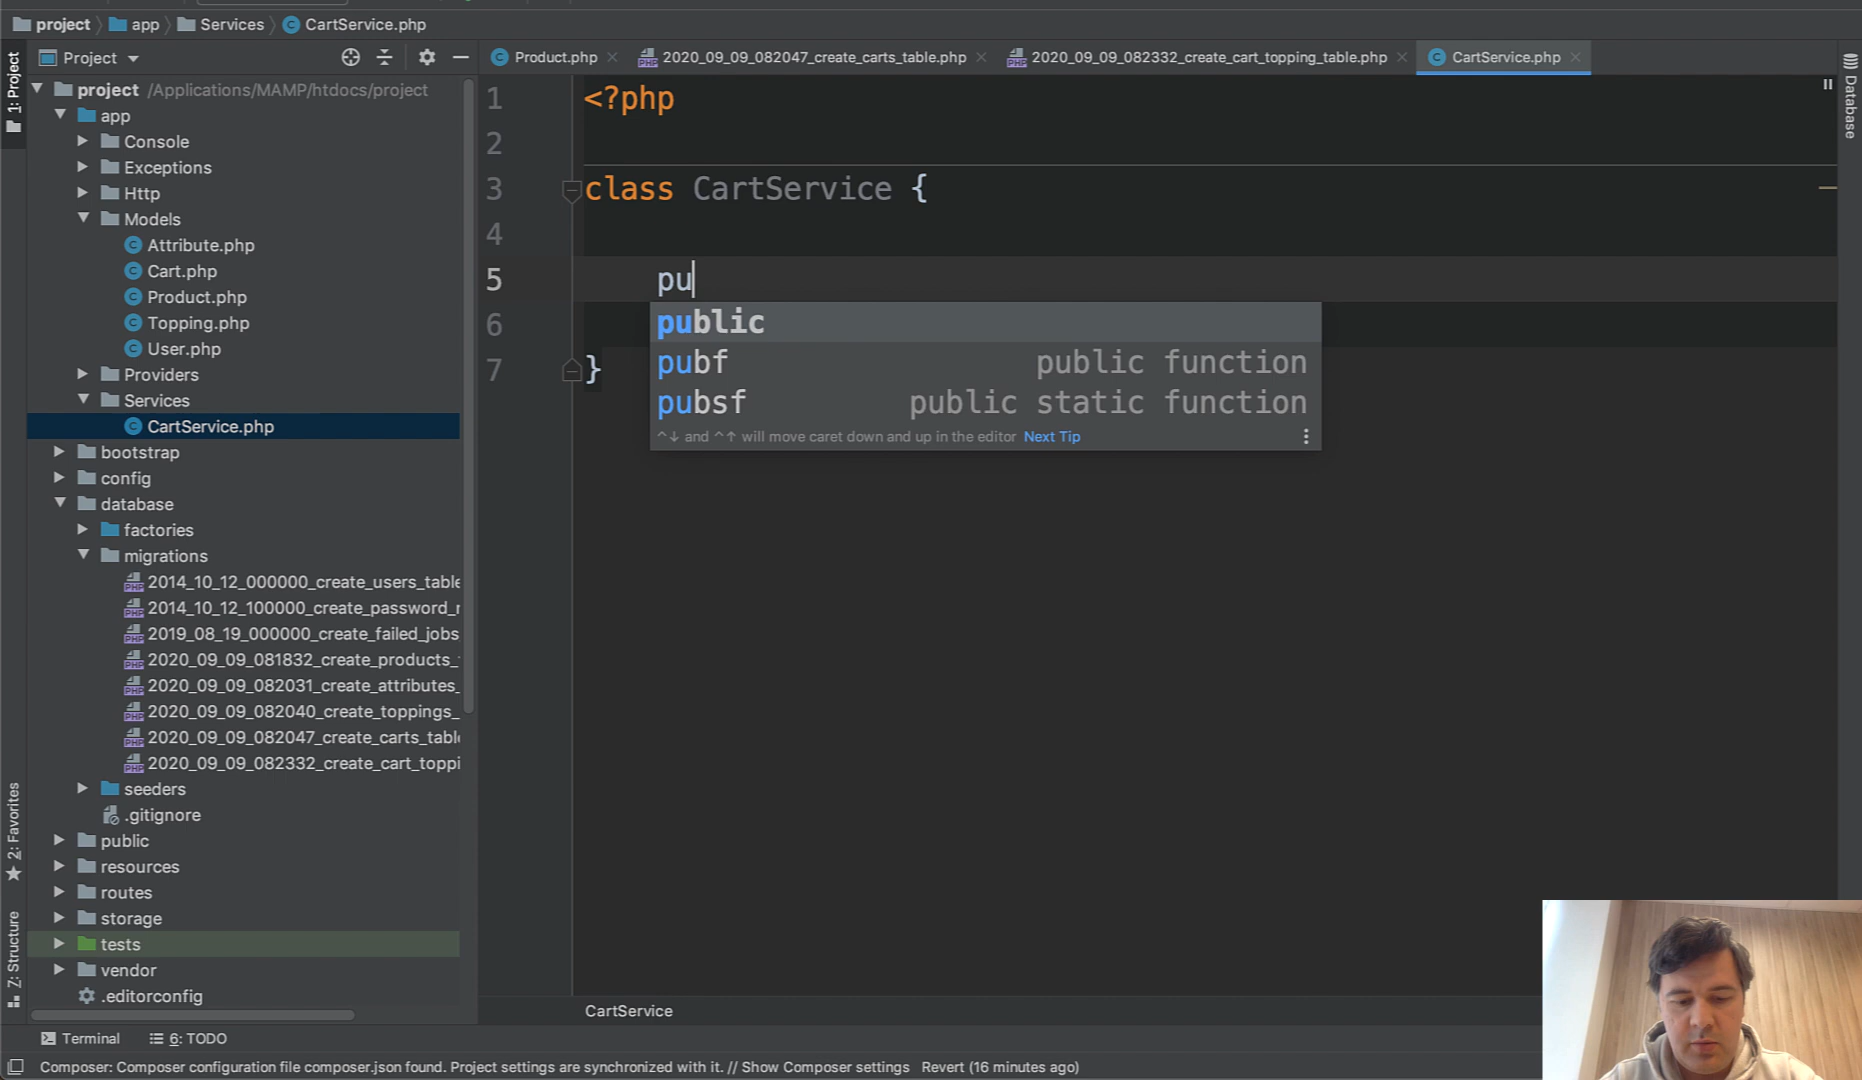 project app Services CartService.php
Project
Product.php 2020_09_09_082047_create_carts_table.php 2020_09_09_082332_create_cart_topping_table.php CartService.php
1: Project
2: Favorites
Z: Structure
Database
project /Applications/MAMP/htdocs/project
app
Console
Exceptions
Http
Models
Attribute.php
Cart.php
Product.php
Topping.php
User.php
Providers
Services
CartService.php
bootstrap
config
database
factories
migrations
2014_10_12_000000_create_users_table
2014_10_12_100000_create_password_r
2019_08_19_000000_create_failed_jobs
2020_09_09_081832_create_products_
2020_09_09_082031_create_attributes_
2020_09_09_082040_create_toppings_
2020_09_09_082047_create_carts_tabl
2020_09_09_082332_create_cart_toppi
seeders
.gitignore
public
resources
routes
storage
tests
vendor
.editorconfig
1 <?php
2
3 class CartService {
4
5 pu
6
7 }
public
pubf public function
pubsf public static function
^↓ and ^↑ will move caret down and up in the editor Next Tip
CartService
Terminal 6: TODO
Composer: Composer configuration file composer.json found. Project settings are synchronized with it. // Show Composer settings Revert (16 minutes ago)